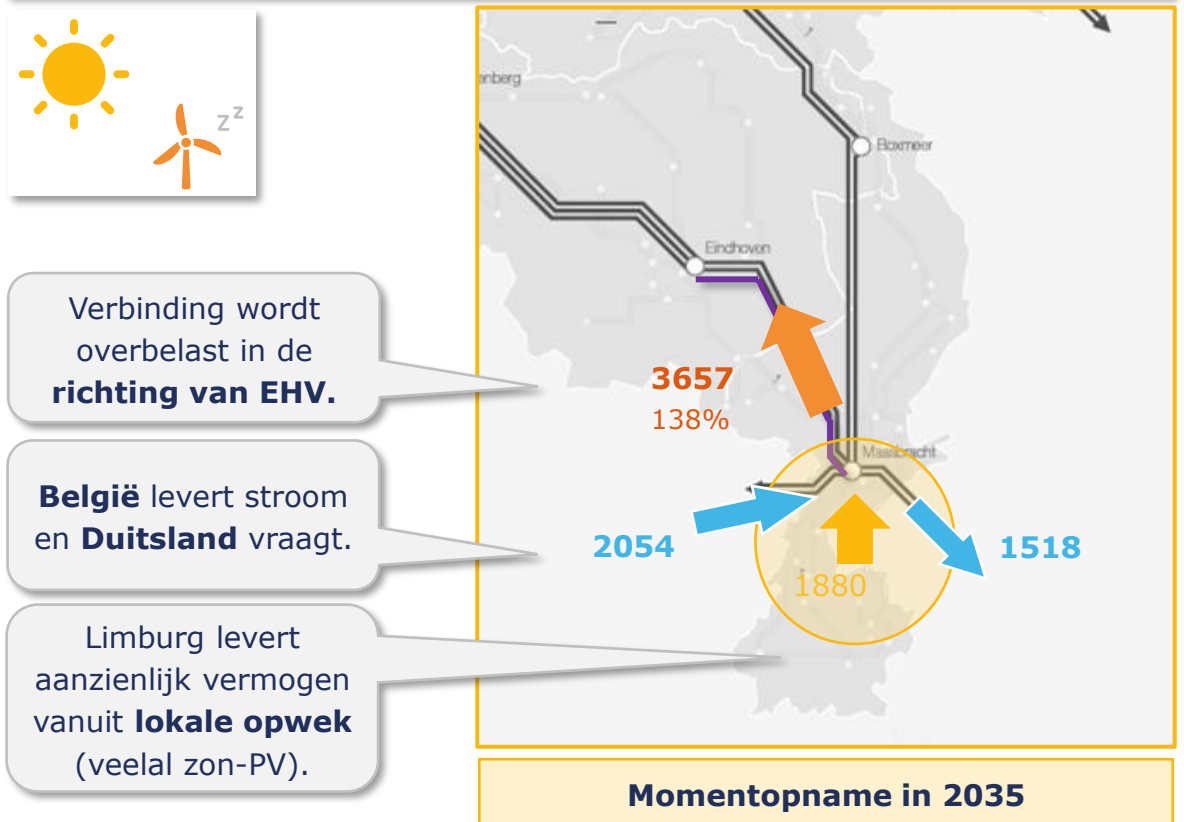 z z
enberg
Boxmeer
Eindhoven
Verbinding wordt
overbelast in de
richting van EHV.
3657
138%
Maasbracht
België levert stroom
en Duitsland vraagt.
2054
1518
1880
Limburg levert
aanzienlijk vermogen
vanuit lokale opwek
(veelal zon-PV).
Momentopname in 2035